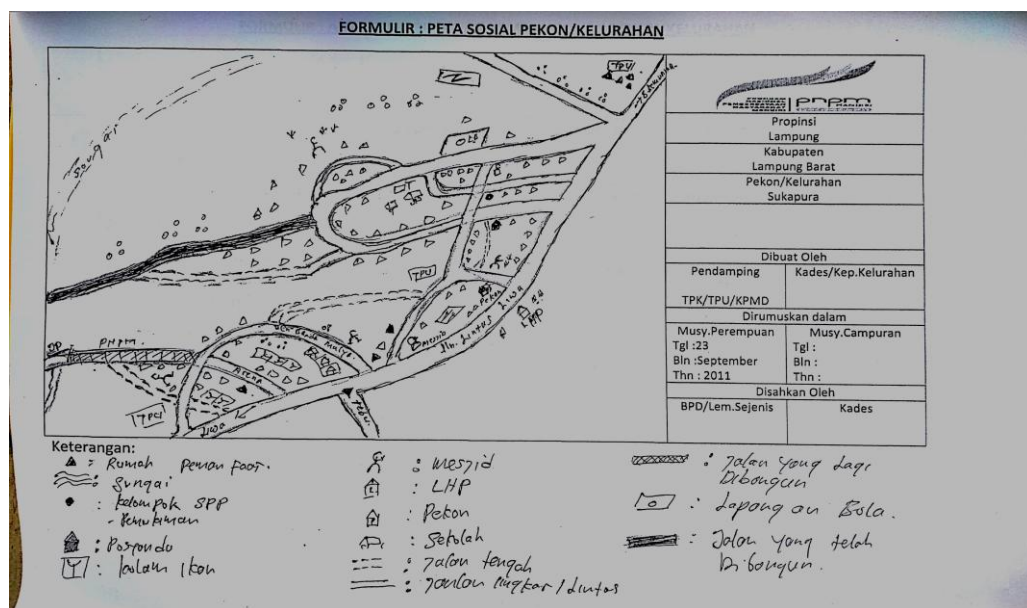 FORMULIR : PETA SOSIAL PEKON/KELURAHAN
Propinsi
Lampung
Kabupaten
Lampung Barat
Pekon/Kelurahan
Sukapura
Dibuat Oleh
Pendamping
Kades/Kep.Kelurahan
TPK/TPU/KPMD
Dirumuskan dalam
Musy.Perempuan
Tgl :23
Bln :September
Thn : 2011
Musy.Campuran
Tgl :
Bln :
Thn :
Disahkan Oleh
BPD/Lem.Sejenis
Kades
Sungai
TPU
TPU
Pekon
Mesjid
Jln. Lintas Liwa
LHP
PNPM.
Liwa
Keterangan:
: Rumah
: Sungai
: Kelompok SPP
: Kolam Ikan
: Mesjid
: LHP
: Pekon
: Sekolah
: Jalan tengah
: Jalan lingkar / Lintas
: Jalan yang Lagi
Dibangun
: Lapangan Bola.
: Jalan yang telah
Dibangun.